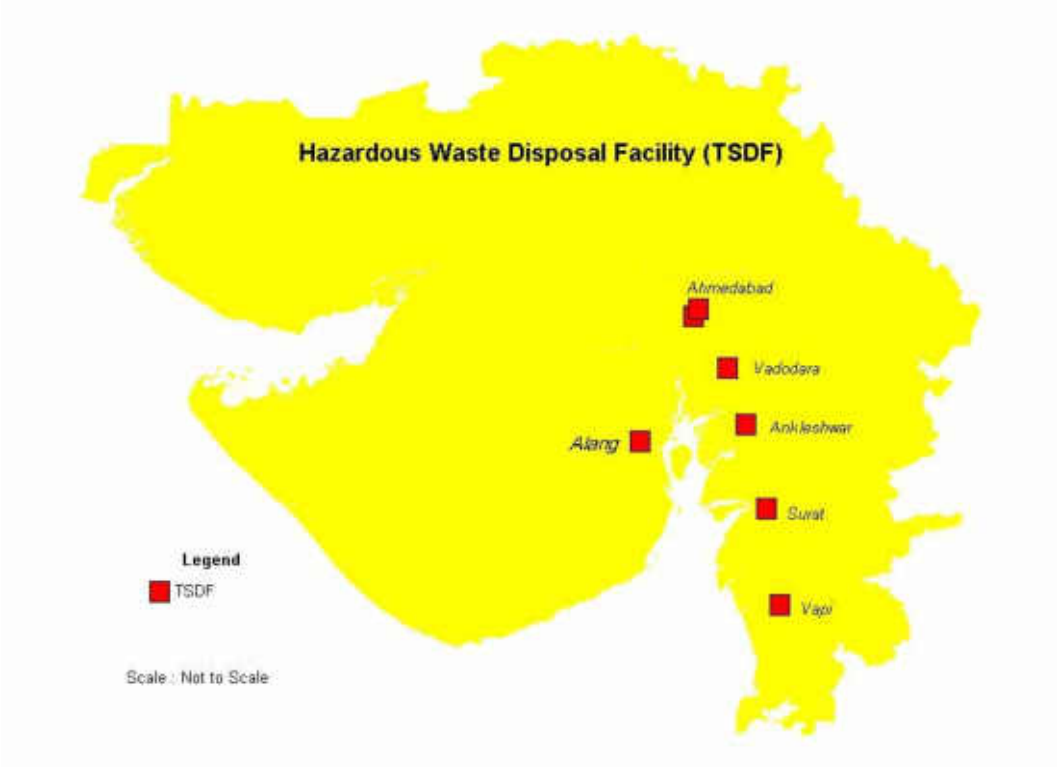 Hazardous Waste Disposal Facility (TSDF)
Ahmedabad
Vadodara
Ankleshwar
Alang
Surat
Legend
TSDF
Vapi
Scale : Not to Scale